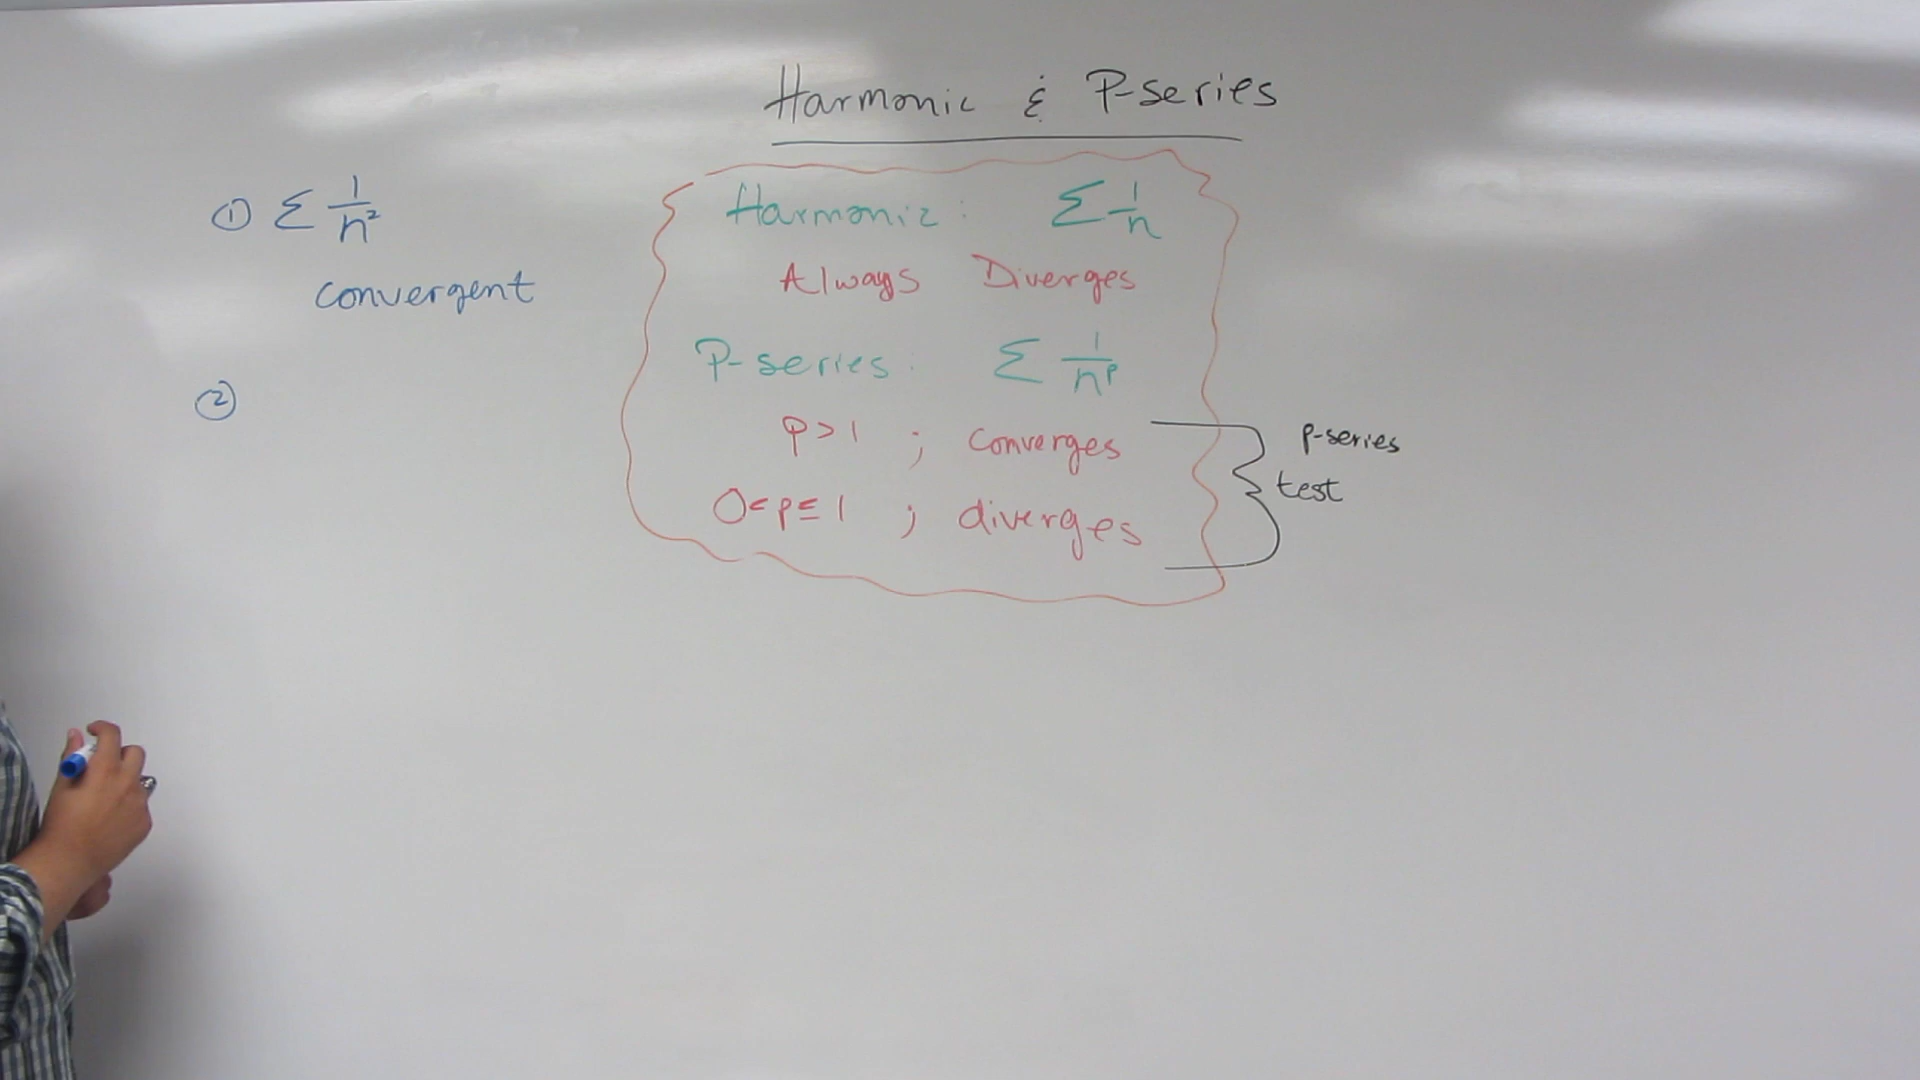 Harmonic & P-series
① Σ 1/n²
convergent
②
Harmonic: Σ 1/n
Always Diverges
P-series: Σ 1/n^p
P > 1 ; converges
0 < p ≤ 1 ; diverges
p-series
test